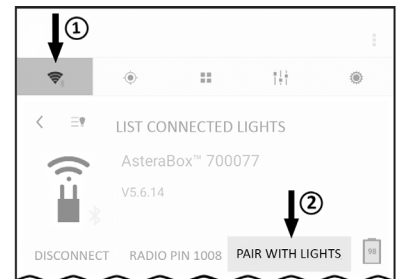 ①
LIST CONNECTED LIGHTS
AsteraBox™ 700077
V5.6.14
②
DISCONNECT RADIO PIN 1008 PAIR WITH LIGHTS 98